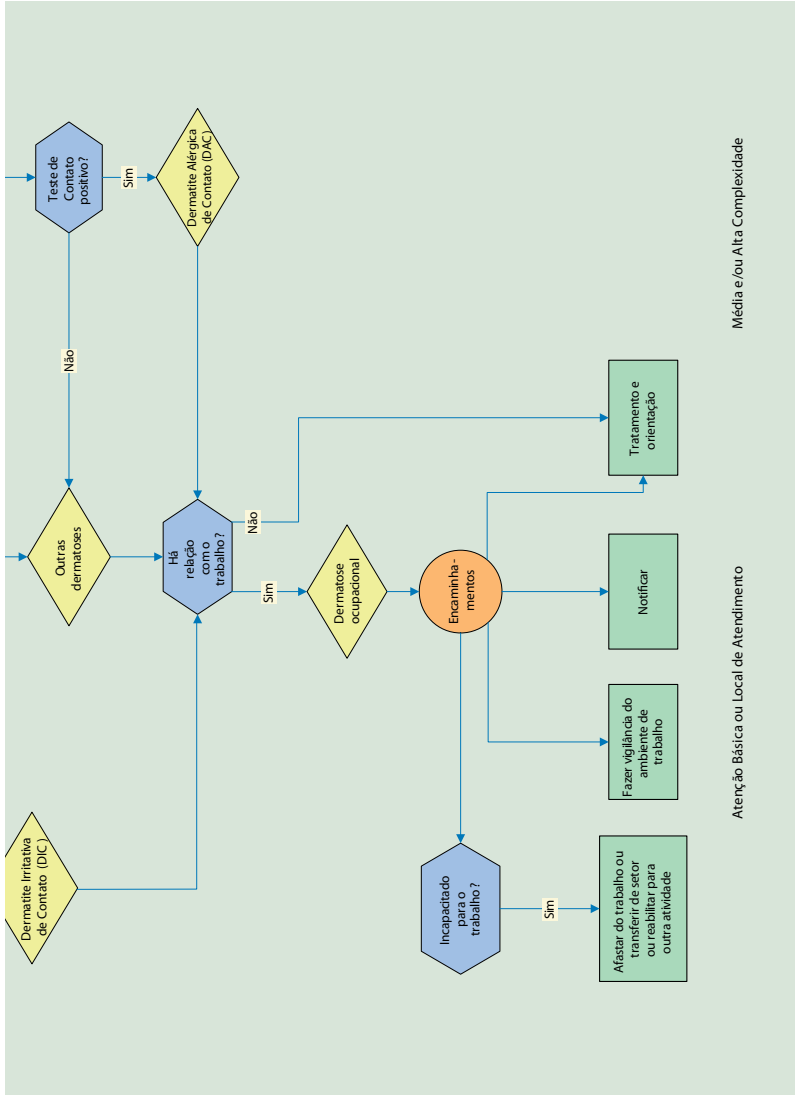 Dermatite Irritativa
de Contato (DIC )
Outras
dermatoses
Não
Teste de
Contato
positivo?
Sim
Dermatite Alérgica
de Contato (DAC)
Há
relação
com o
trabalho ?
Não
Sim
Dermatose
ocupacional
Encaminha -
mentos
Incapacitado
para o
trabalho ?
Sim
Afastar do trabalho ou
transferir de setor
ou reabilitar para
outra atividade
Fazer vigilância do
ambiente de
trabalho
Notificar
Tratamento e
orientação
Atenção Básica ou Local de Atendimento
Média e /ou Alta Complexidade